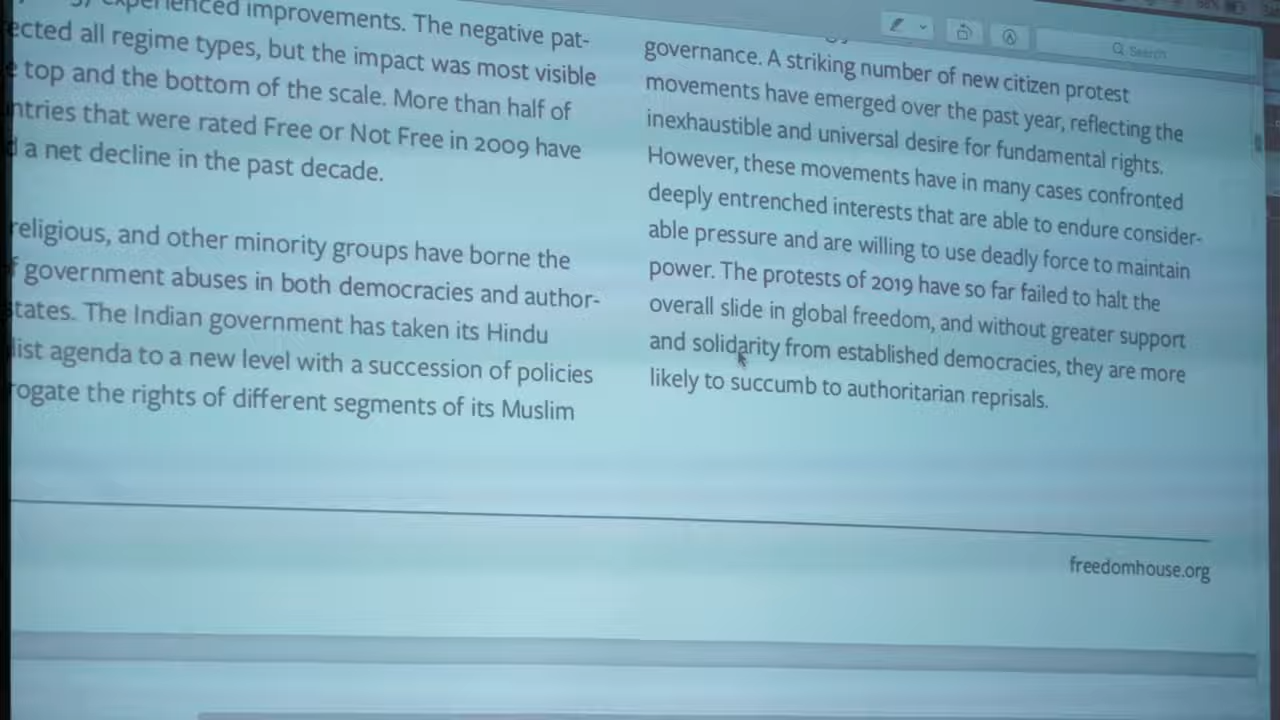 experienced improvements. The negative pat-
ected all regime types, but the impact was most visible
top and the bottom of the scale. More than half of
ntries that were rated Free or Not Free in 2009 have
a net decline in the past decade.
religious, and other minority groups have borne the
f government abuses in both democracies and author-
states. The Indian government has taken its Hindu
list agenda to a new level with a succession of policies
rogate the rights of different segments of its Muslim
Search
governance. A striking number of new citizen protest
movements have emerged over the past year, reflecting the
inexhaustible and universal desire for fundamental rights.
However, these movements have in many cases confronted
deeply entrenched interests that are able to endure consider-
able pressure and are willing to use deadly force to maintain
power. The protests of 2019 have so far failed to halt the
overall slide in global freedom, and without greater support
and solidarity from established democracies, they are more
likely to succumb to authoritarian reprisals.
freedomhouse.org